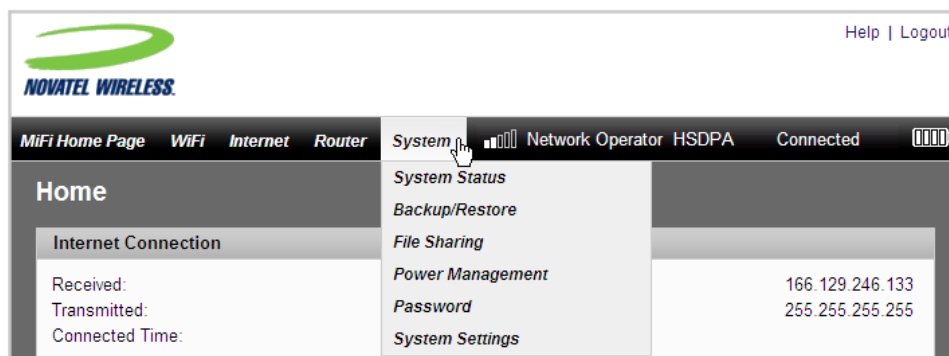 Help | Logout
NOVATEL WIRELESS.
MiFi Home Page WiFi Internet Router System Network Operator HSDPA Connected
System Status
Home
Backup/Restore
Internet Connection
File Sharing
Power Management
Received: 166.129.246.133
Transmitted: 255.255.255.255
Password
Connected Time:
System Settings